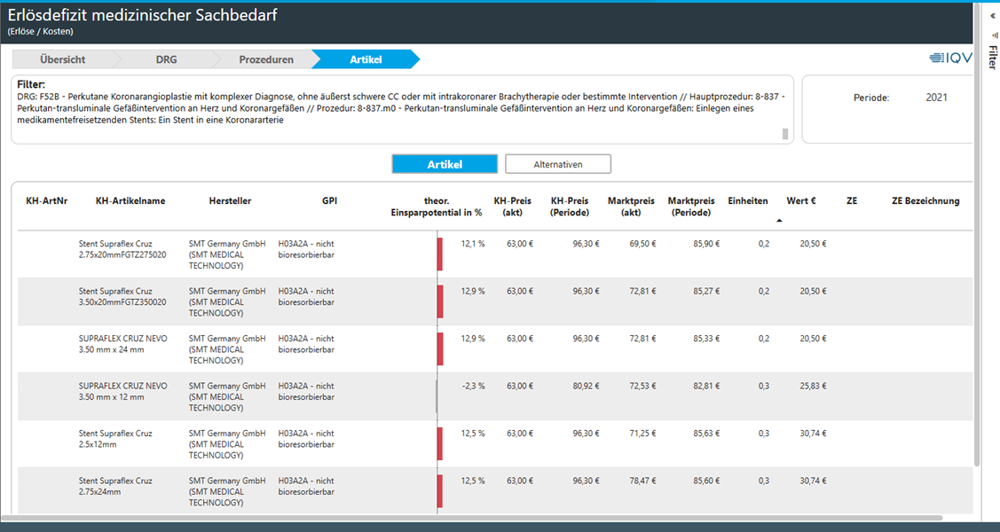 Erlösdefizit medizinischer Sachbedarf
(Erlöse / Kosten)
Übersicht DRG Prozeduren Artikel
IQV
Filter
Filter:
DRG: F52B - Perkutane Koronarangioplastie mit komplexer Diagnose, ohne äußerst schwere CC oder mit intrakoronarer Brachytherapie oder bestimmte Intervention // Hauptprozedur: 8-837 -
Perkutan-transluminale Gefäßintervention an Herz und Koronargefäßen // Prozedur: 8-837.m0 - Perkutan-transluminale Gefäßintervention an Herz und Koronargefäßen: Einlegen eines
medikamentefreisetzenden Stents: Ein Stent in eine Koronararterie
Periode: 2021
Artikel Alternativen
KH-ArtNr KH-Artikelname Hersteller GPI theor. KH-Preis KH-Preis Marktpreis Marktpreis Einheiten Wert € ZE ZE Bezeichnung
Einsparpotential in % (akt) (Periode) (akt) (Periode)
Stent Supraflex Cruz SMT Germany GmbH H03A2A - nicht 12,1 % 63,00 € 96,30 € 69,50 € 85,90 € 0,2 20,50 €
2.75x20mmFGTZ275020 (SMT MEDICAL bioresorbierbar
TECHNOLOGY)
Stent Supraflex Cruz SMT Germany GmbH H03A2A - nicht 12,9 % 63,00 € 96,30 € 72,81 € 85,27 € 0,2 20,50 €
3.50x20mmFGTZ350020 (SMT MEDICAL bioresorbierbar
TECHNOLOGY)
SUPRAFLEX CRUZ NEVO SMT Germany GmbH H03A2A - nicht 12,9 % 63,00 € 96,30 € 72,81 € 85,33 € 0,2 20,50 €
3.50 mm x 24 mm (SMT MEDICAL bioresorbierbar
TECHNOLOGY)
SUPRAFLEX CRUZ NEVO SMT Germany GmbH H03A2A - nicht -2,3 % 63,00 € 80,92 € 72,53 € 82,81 € 0,3 25,83 €
3.50 mm x 12 mm (SMT MEDICAL bioresorbierbar
TECHNOLOGY)
Stent Supraflex Cruz SMT Germany GmbH H03A2A - nicht 12,5 % 63,00 € 96,30 € 71,25 € 85,63 € 0,3 30,74 €
2.5x12mm (SMT MEDICAL bioresorbierbar
TECHNOLOGY)
Stent Supraflex Cruz SMT Germany GmbH H03A2A - nicht 12,5 % 63,00 € 96,30 € 78,47 € 85,60 € 0,3 30,74 €
2.75x24mm (SMT MEDICAL bioresorbierbar
TECHNOLOGY)